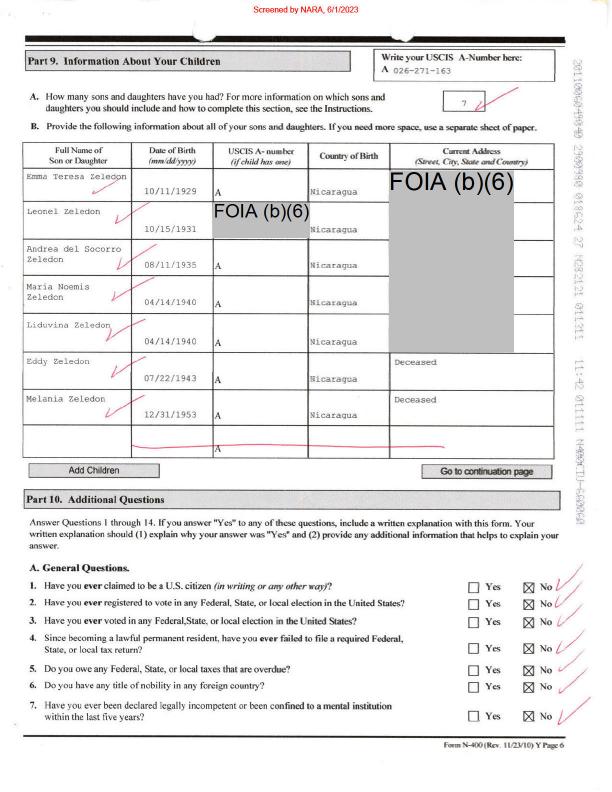 Screened by NARA, 6/1/2023
Part 9. Information About Your Children
Write your USCIS A-Number here:
A 026-271-163
A. How many sons and daughters have you had? For more information on which sons and
daughters you should include and how to complete this section, see the Instructions.
7
B. Provide the following information about all of your sons and daughters. If you need more space, use a separate sheet of paper.
Full Name of Son or Daughter | Date of Birth (mm/dd/yyyy) | USCIS A- number (if child has one) | Country of Birth | Current Address (Street, City, State and Country)
Emma Teresa Zeledon 10/11/1929 A Nicaragua FOIA (b)(6)
Leonel Zeledon 10/15/1931 FOIA (b)(6) Nicaragua
Andrea del Socorro
Zeledon 08/11/1935 A Nicaragua
Maria Noemis
Zeledon 04/14/1940 A Nicaragua
Liduvina Zeledon 04/14/1940 A Nicaragua
Eddy Zeledon 07/22/1943 A Nicaragua Deceased
Melania Zeledon 12/31/1953 A Nicaragua Deceased
A
Add Children
Go to continuation page
Part 10. Additional Questions
Answer Questions 1 through 14. If you answer "Yes" to any of these questions, include a written explanation with this form. Your
written explanation should (1) explain why your answer was "Yes" and (2) provide any additional information that helps to explain your
answer.
A. General Questions.
1. Have you ever claimed to be a U.S. citizen (in writing or any other way)? Yes No
2. Have you ever registered to vote in any Federal, State, or local election in the United States? Yes No
3. Have you ever voted in any Federal,State, or local election in the United States? Yes No
4. Since becoming a lawful permanent resident, have you ever failed to file a required Federal,
State, or local tax return? Yes No
5. Do you owe any Federal, State, or local taxes that are overdue? Yes No
6. Do you have any title of nobility in any foreign country? Yes No
7. Have you ever been declared legally incompetent or been confined to a mental institution
within the last five years? Yes No
Form N-400 (Rev. 11/23/10) Y Page 6